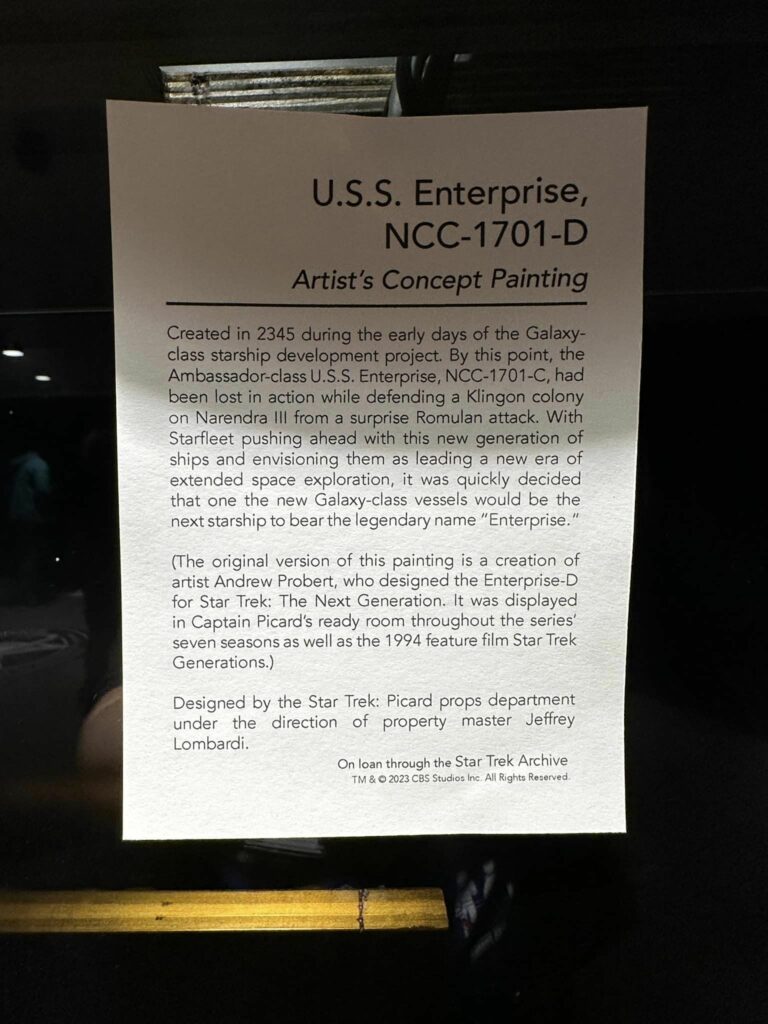 U.S.S. Enterprise,
NCC-1701-D
Artist's Concept Painting
Created in 2345 during the early days of the Galaxy-
class starship development project. By this point, the
Ambassador-class U.S.S. Enterprise, NCC-1701-C, had
been lost in action while defending a Klingon colony
on Narendra III from a surprise Romulan attack. With
Starfleet pushing ahead with this new generation of
ships and envisioning them as leading a new era of
extended space exploration, it was quickly decided
that one the new Galaxy-class vessels would be the
next starship to bear the legendary name "Enterprise."
(The original version of this painting is a creation of
artist Andrew Probert, who designed the Enterprise-D
for Star Trek: The Next Generation. It was displayed
in Captain Picard's ready room throughout the series'
seven seasons as well as the 1994 feature film Star Trek
Generations.)
Designed by the Star Trek: Picard props department
under the direction of property master Jeffrey
Lombardi.
On loan through the Star Trek Archive
TM & © 2023 CBS Studios Inc. All Rights Reserved.